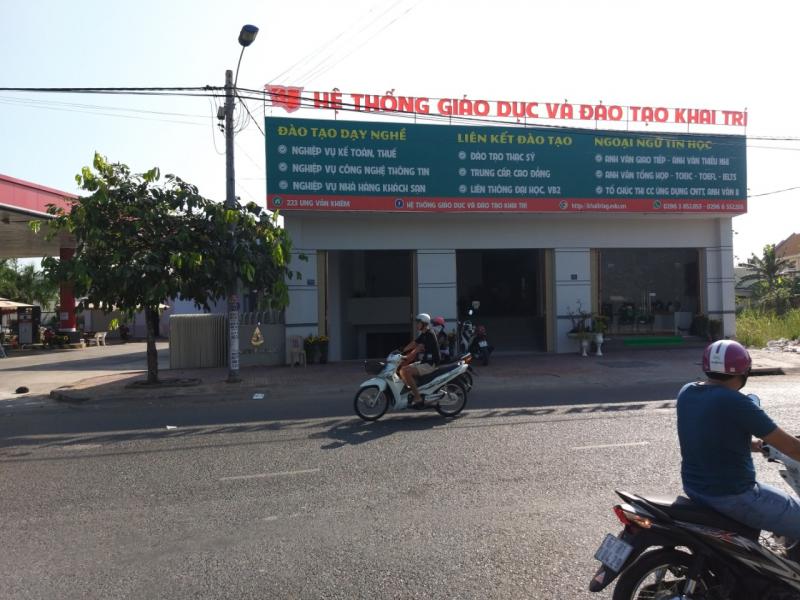 HỆ THỐNG GIÁO DỤC VÀ ĐÀO TẠO KHAI TRÍ
ĐÀO TẠO DẠY NGHỀ
NGHIỆP VỤ KẾ TOÁN, THUẾ
NGHIỆP VỤ CÔNG NGHỆ THÔNG TIN
NGHIỆP VỤ NHÀ HÀNG KHÁCH SẠN
LIÊN KẾT ĐÀO TẠO
ĐÀO TẠO THẠC SỸ
TRUNG CẤP, CAO ĐẲNG
LIÊN THÔNG ĐẠI HỌC, VB2
NGOẠI NGỮ TIN HỌC
ANH VĂN GIAO TIẾP - ANH VĂN THIẾU NHI
ANH VĂN TỔNG HỢP - TOEIC - TOEFL - IELTS
TỔ CHỨC THI CC ỨNG DỤNG CNTT, ANH VĂN B
223 UNG VĂN KHIÊM
HỆ THỐNG GIÁO DỤC VÀ ĐÀO TẠO KHAI TRÍ
http://khaitriag.edu.vn